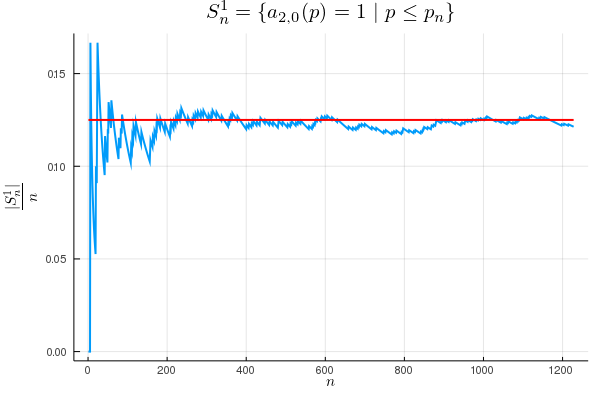 S_n^1 = {a_{2,0}(p) = 1 | p ≤ p_n}
|S_n^1|
n
0.15
0.10
0.05
0.00
0 200 400 600 800 1000 1200
n